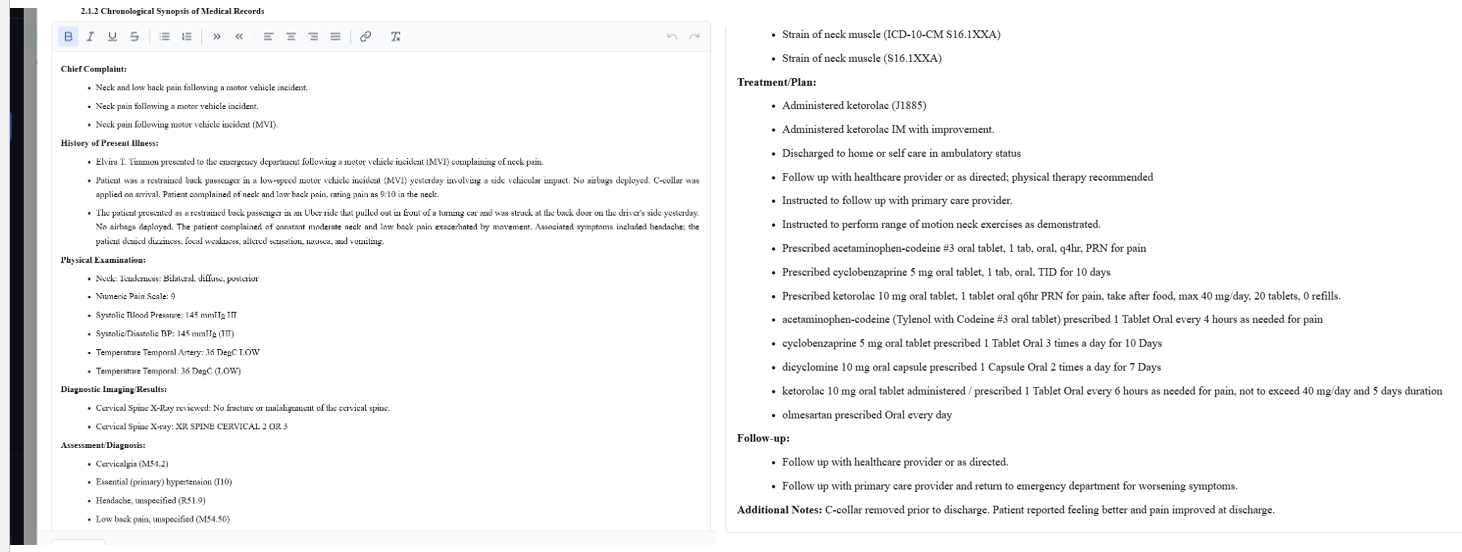 2.1.2 Chronological Synopsis of Medical Records
Chief Complaint:
• Neck and low back pain following a motor vehicle incident.
• Neck pain following a motor vehicle incident.
• Neck pain following motor vehicle incident (MVI).
History of Present Illness:
• Elvira T. Timmon presented to the emergency department following a motor vehicle incident (MVI) complaining of neck pain.
• Patient was a restrained back passenger in a low-speed motor vehicle incident (MVI) yesterday involving a side vehicular impact. No airbags deployed. C-collar was
applied on arrival. Patient complained of neck and low back pain, rating pain as 9/10 in the neck.
• The patient presented as a restrained back passenger in an Uber ride that pulled out in front of a turning car and was struck at the back door on the driver's side yesterday.
No airbags deployed. The patient complained of constant moderate neck and low back pain exacerbated by movement. Associated symptoms included headache; the
patient denied dizziness, focal weakness, altered sensation, nausea, and vomiting.
Physical Examination:
• Neck: Tenderness: Bilateral, diffuse, posterior
• Numeric Pain Scale: 9
• Systolic Blood Pressure: 145 mmHg HI
• Systolic/Diastolic BP: 145 mmHg (HI)
• Temperature Temporal Artery: 36 DegC LOW
• Temperature Temporal: 36 DegC (LOW)
Diagnostic Imaging/Results:
• Cervical Spine X-Ray reviewed: No fracture or malalignment of the cervical spine.
• Cervical Spine X-ray: XR SPINE CERVICAL 2 OR 3
Assessment/Diagnosis:
• Cervicalgia (M54.2)
• Essential (primary) hypertension (I10)
• Headache, unspecified (R51.9)
• Low back pain, unspecified (M54.50)
• Strain of neck muscle (ICD-10-CM S16.1XXA)
• Strain of neck muscle (S16.1XXA)
Treatment/Plan:
• Administered ketorolac (J1885)
• Administered ketorolac IM with improvement.
• Discharged to home or self care in ambulatory status
• Follow up with healthcare provider or as directed; physical therapy recommended
• Instructed to follow up with primary care provider.
• Instructed to perform range of motion neck exercises as demonstrated.
• Prescribed acetaminophen-codeine #3 oral tablet, 1 tab, oral, q4hr, PRN for pain
• Prescribed cyclobenzaprine 5 mg oral tablet, 1 tab, oral, TID for 10 days
• Prescribed ketorolac 10 mg oral tablet, 1 tablet oral q6hr PRN for pain, take after food, max 40 mg/day, 20 tablets, 0 refills.
• acetaminophen-codeine (Tylenol with Codeine #3 oral tablet) prescribed 1 Tablet Oral every 4 hours as needed for pain
• cyclobenzaprine 5 mg oral tablet prescribed 1 Tablet Oral 3 times a day for 10 Days
• dicyclomine 10 mg oral capsule prescribed 1 Capsule Oral 2 times a day for 7 Days
• ketorolac 10 mg oral tablet administered / prescribed 1 Tablet Oral every 6 hours as needed for pain, not to exceed 40 mg/day and 5 days duration
• olmesartan prescribed Oral every day
Follow-up:
• Follow up with healthcare provider or as directed.
• Follow up with primary care provider and return to emergency department for worsening symptoms.
Additional Notes: C-collar removed prior to discharge. Patient reported feeling better and pain improved at discharge.